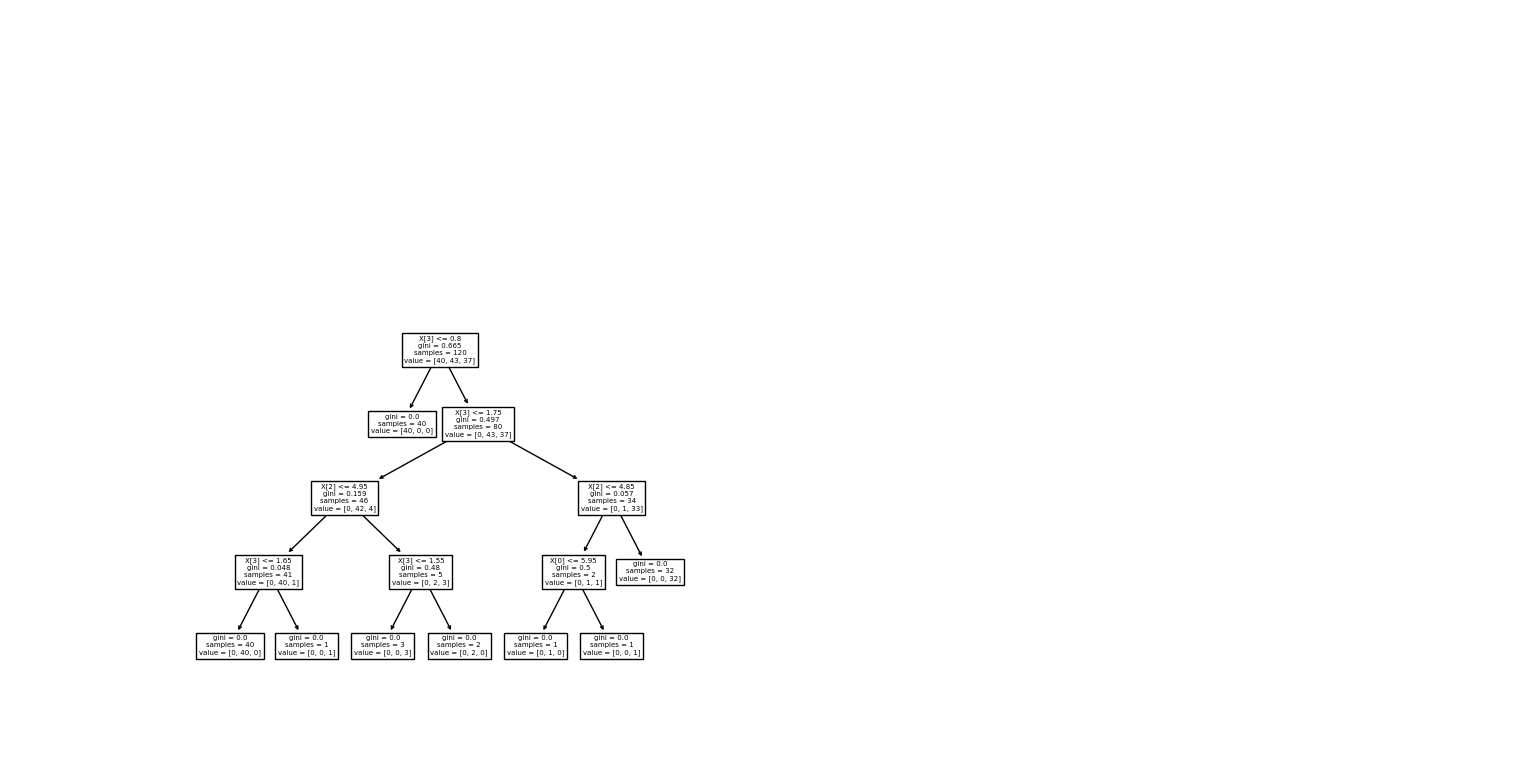 X[3] <= 0.8
gini = 0.665
samples = 120
value = [40, 43, 37]
gini = 0.0
samples = 40
value = [40, 0, 0]
X[3] <= 1.75
gini = 0.497
samples = 80
value = [0, 43, 37]
X[2] <= 4.95
gini = 0.159
samples = 46
value = [0, 42, 4]
X[2] <= 4.85
gini = 0.057
samples = 34
value = [0, 1, 33]
X[3] <= 1.65
gini = 0.048
samples = 41
value = [0, 40, 1]
X[3] <= 1.55
gini = 0.48
samples = 5
value = [0, 2, 3]
X[0] <= 5.95
gini = 0.5
samples = 2
value = [0, 1, 1]
gini = 0.0
samples = 32
value = [0, 0, 32]
gini = 0.0
samples = 40
value = [0, 40, 0]
gini = 0.0
samples = 1
value = [0, 0, 1]
gini = 0.0
samples = 3
value = [0, 0, 3]
gini = 0.0
samples = 2
value = [0, 2, 0]
gini = 0.0
samples = 1
value = [0, 1, 0]
gini = 0.0
samples = 1
value = [0, 0, 1]